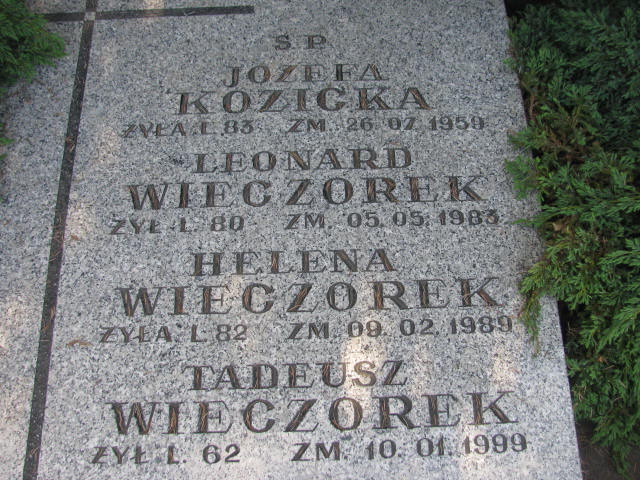 Ś.P.
JÓZEFA
KOZICKA
ŻYŁA L. 83 ZM. 26.07.1959
LEONARD
WIECZOREK
ŻYŁ L. 80 ZM. 05.05.1983
HELENA
WIECZOREK
ŻYŁA L. 82 ZM. 09.02.1989
TADEUSZ
WIECZOREK
ŻYŁ L. 62 ZM. 10.01.1999